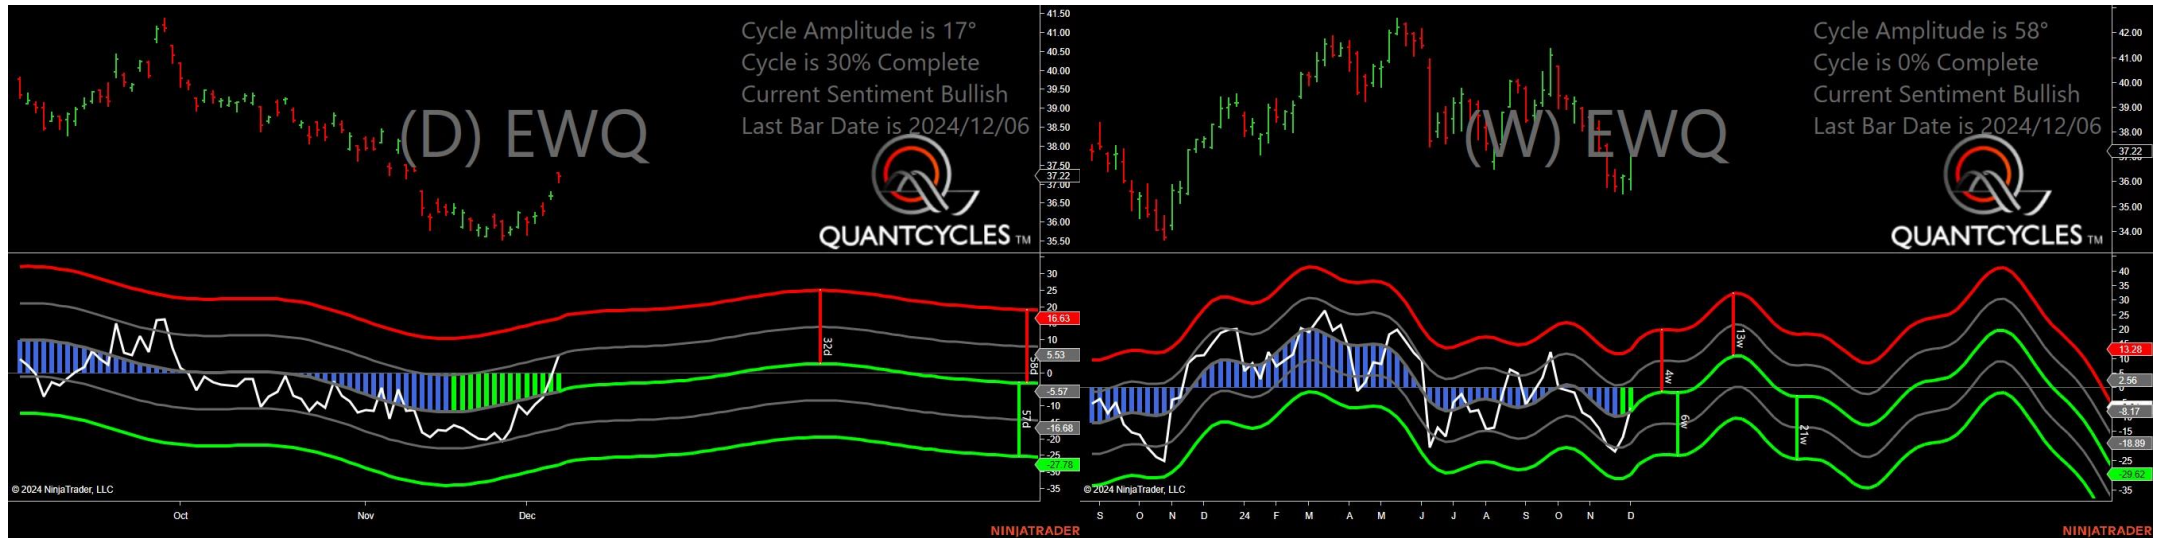 Cycle Amplitude is 17°
Cycle is 30% Complete
Current Sentiment Bullish
Last Bar Date is 2024/12/06
(D) EWQ
QUANTCYCLES TM
41.50
41.00
40.50
40.00
39.50
39.00
38.50
38.00
37.50
37.22
37.00
36.50
36.00
35.50
30
25
20
16.63
10
5.53
0
-5.57
-10
-16.68
-20
-27.78
-35
32d
58d
57d
© 2024 NinjaTrader, LLC
Oct Nov Dec
NINJATRADER
Cycle Amplitude is 58°
Cycle is 0% Complete
Current Sentiment Bullish
Last Bar Date is 2024/12/06
(W) EWQ
QUANTCYCLES TM
42.00
41.00
40.00
39.00
38.00
37.22
36.00
35.00
34.00
40
35
30
20
13.28
2.56
-8.17
-15
-18.89
-25
-29.62
-35
4w
6w
13w
21w
© 2024 NinjaTrader, LLC
S O N D 24 F M A M J J A S O N D
NINJATRADER